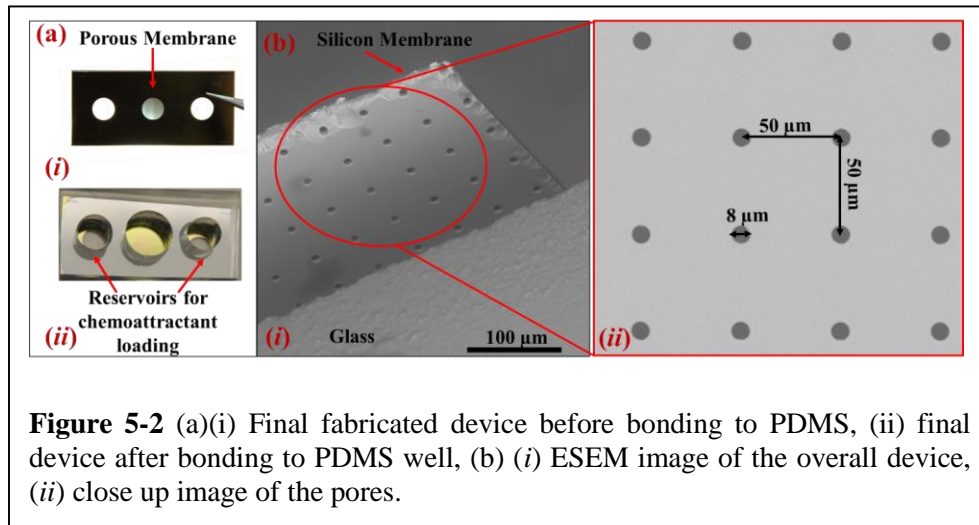 (a)
Porous Membrane
(i)
Reservoirs for
chemoattractant
loading
(ii)
(b)
Silicon Membrane
(i)
Glass
100 µm
50 µm
50 µm
8 µm
(ii)
Figure 5-2 (a)(i) Final fabricated device before bonding to PDMS, (ii) final
device after bonding to PDMS well, (b) (i) ESEM image of the overall device,
(ii) close up image of the pores.